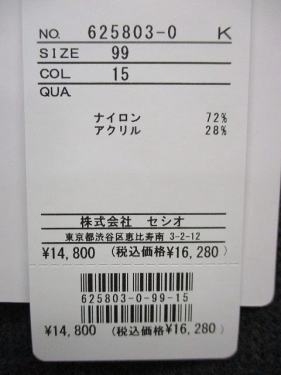 NO. 625803-0 K
SIZE 99
COL 15
QUA
ナイロン 72%
アクリル 28%
株式会社 セシオ
東京都渋谷区恵比寿南 3-2-12
¥14,800 (税込価格¥16,280)
625803-0-99-15
¥14,800 (税込価格¥16,280)